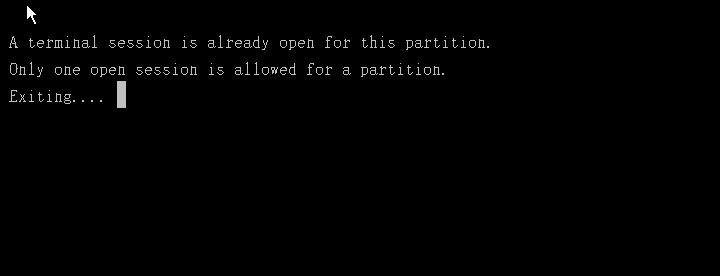 A terminal session is already open for this partition.
Only one open session is allowed for a partition.
Exiting....